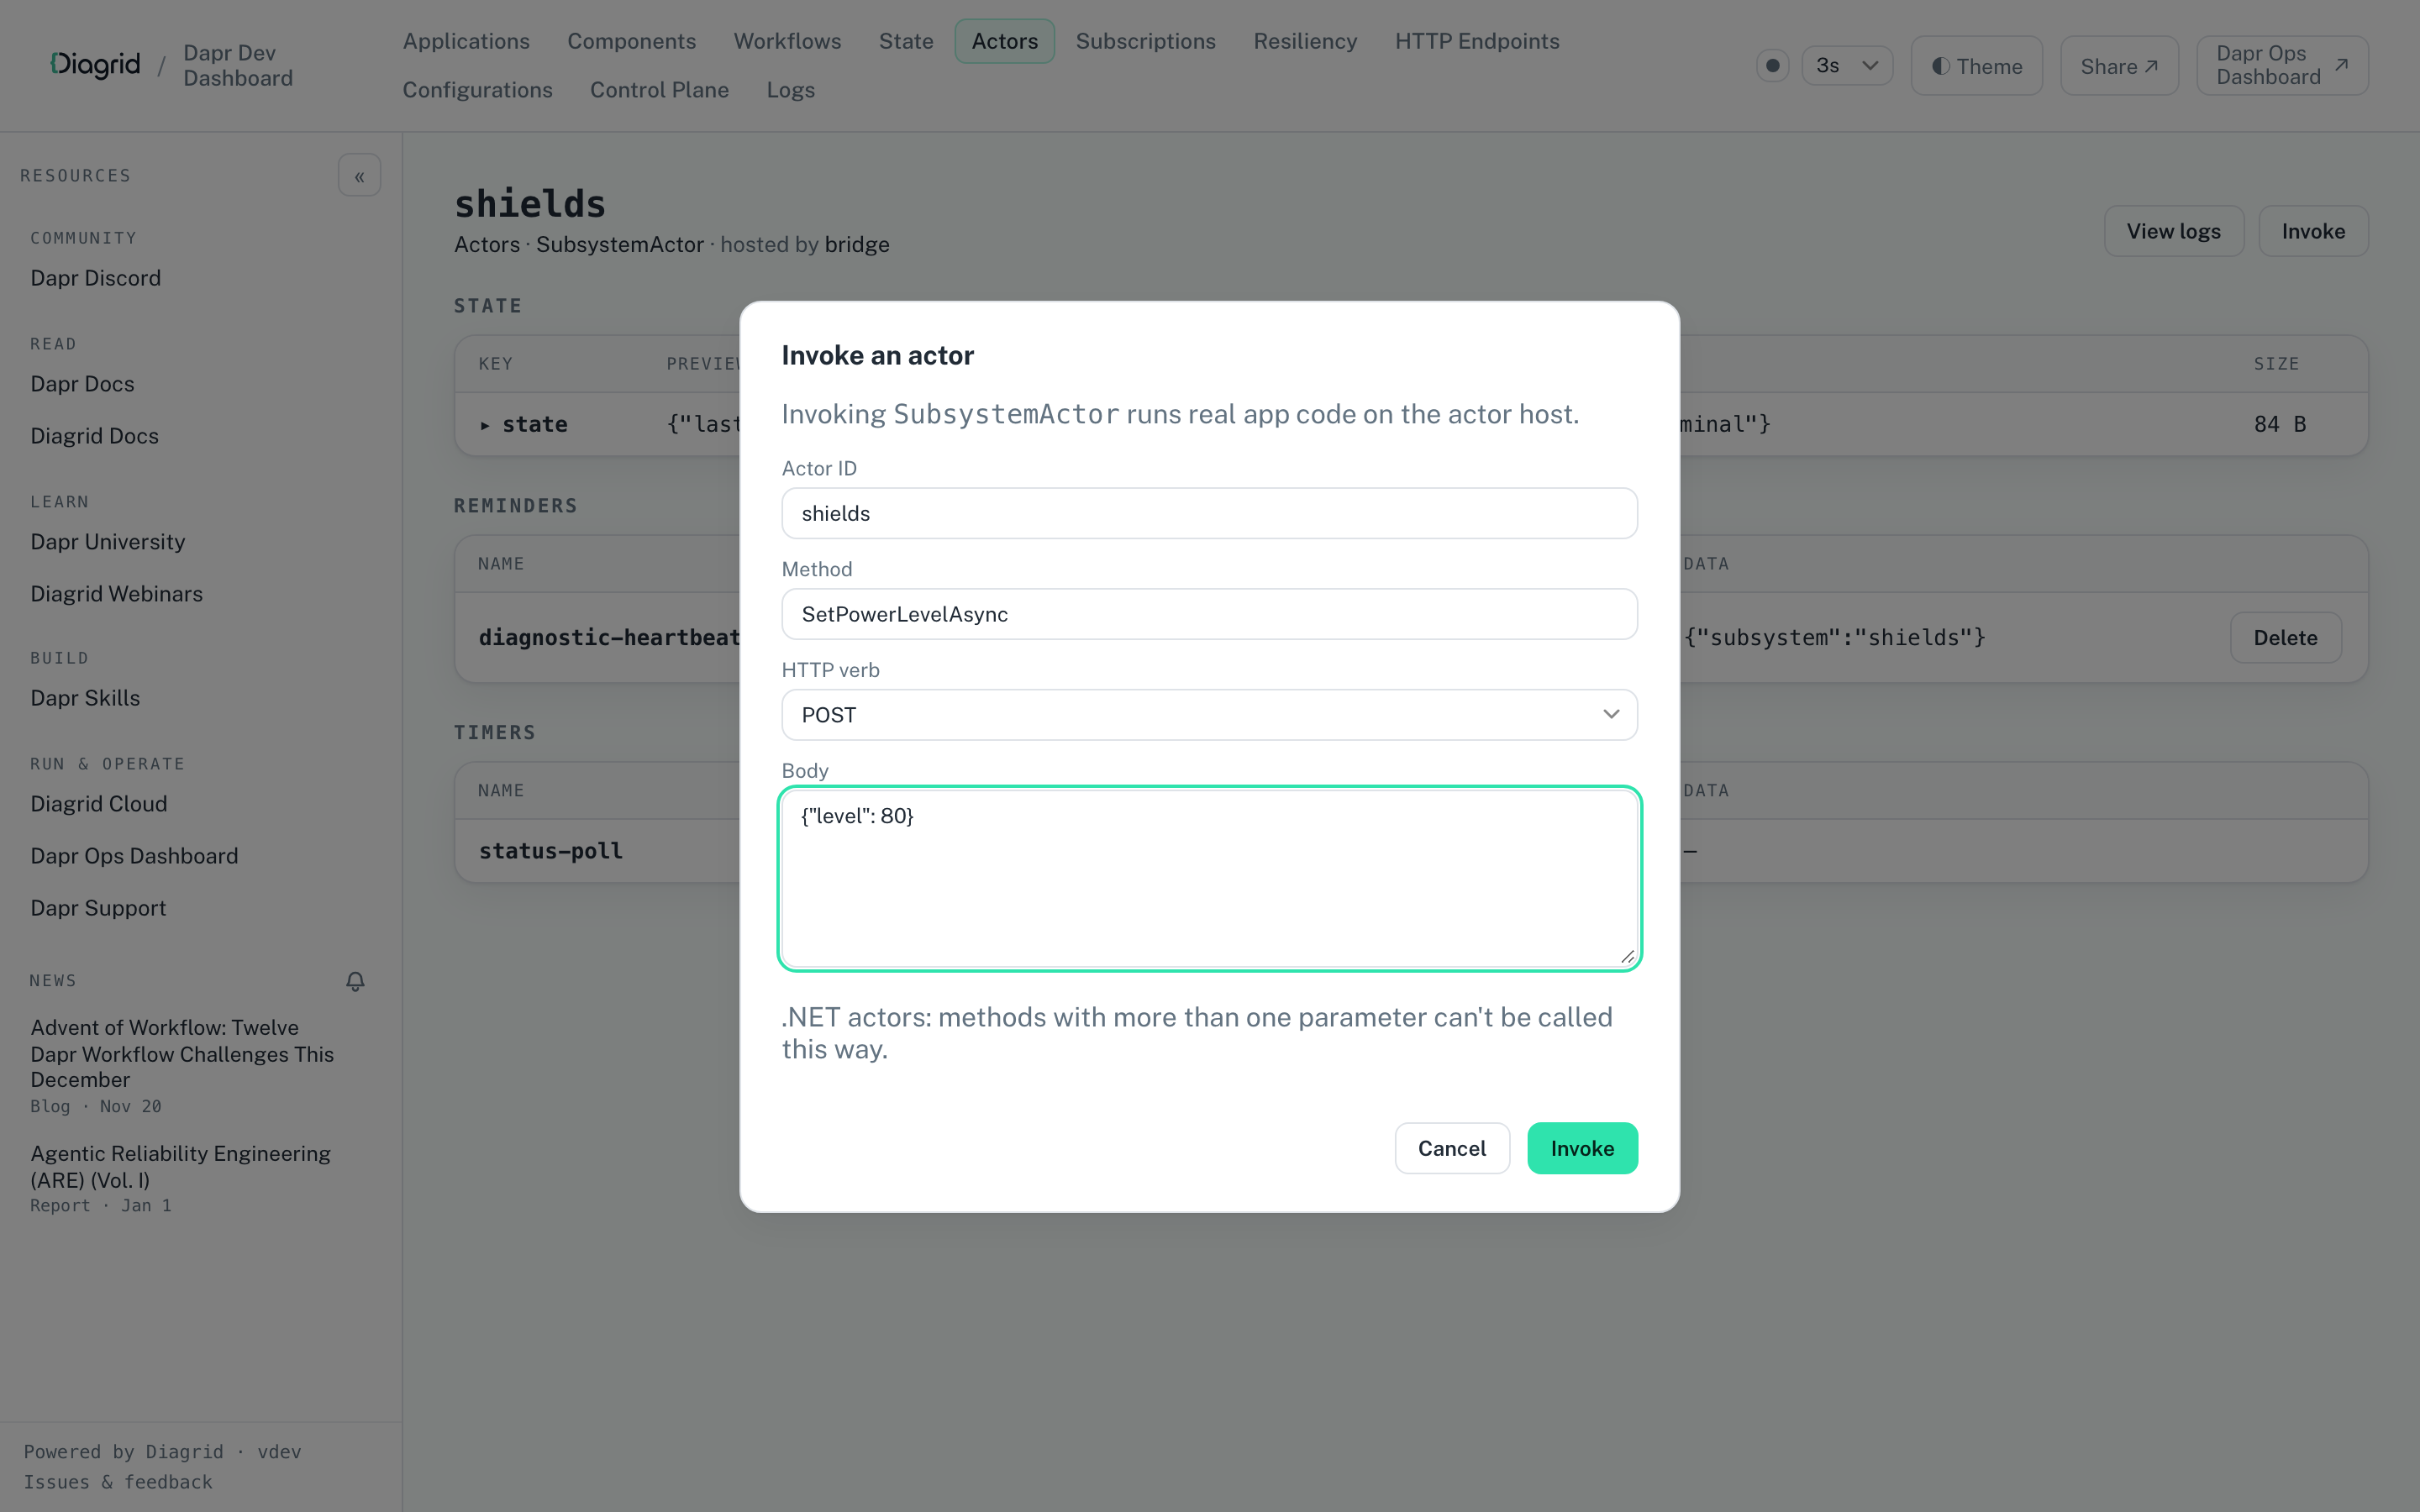 Diagrid / Dapr Dev Dashboard
Applications Components Workflows State Actors Subscriptions Resiliency HTTP Endpoints
Configurations Control Plane Logs
3s
Theme
Share
Dapr Ops Dashboard
RESOURCES
«
COMMUNITY
Dapr Discord
READ
Dapr Docs
Diagrid Docs
LEARN
Dapr University
Diagrid Webinars
BUILD
Dapr Skills
RUN & OPERATE
Diagrid Cloud
Dapr Ops Dashboard
Dapr Support
NEWS
Advent of Workflow: Twelve
Dapr Workflow Challenges This
December
Blog · Nov 20
Agentic Reliability Engineering
(ARE) (Vol. I)
Report · Jan 1
Powered by Diagrid · vdev
Issues & feedback
shields
Actors · SubsystemActor · hosted by bridge
View logs Invoke
STATE
KEY SIZE
state {"last minal"} 84 B
REMINDERS
NAME DATA
diagnostic-heartbeat {"subsystem":"shields"} Delete
TIMERS
NAME DATA
status-poll –
Invoke an actor
Invoking SubsystemActor runs real app code on the actor host.
Actor ID
shields
Method
SetPowerLevelAsync
HTTP verb
POST
Body
{"level": 80}
.NET actors: methods with more than one parameter can't be called
this way.
Cancel Invoke